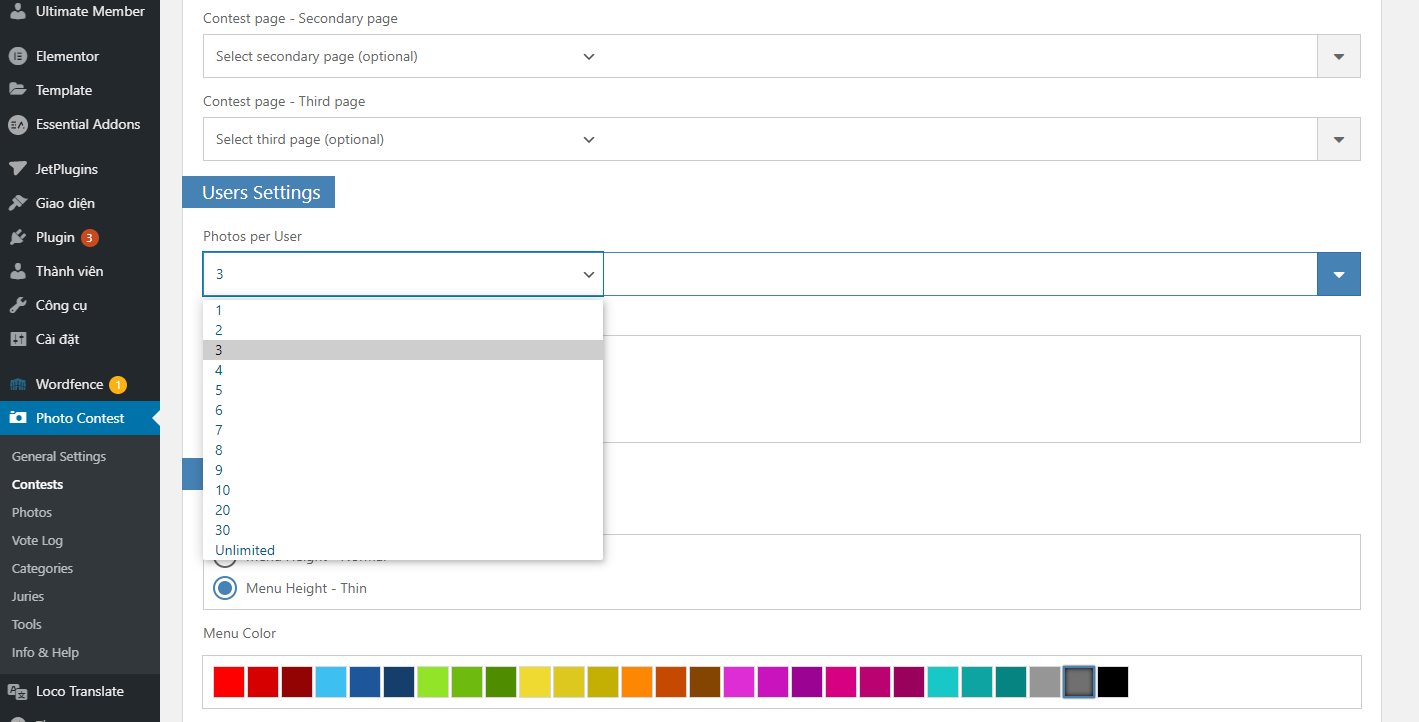 Ultimate Member
Elementor
Template
Essential Addons
JetPlugins
Giao diện
Plugin 3
Thành viên
Công cụ
Cài đặt
Wordfence 1
Photo Contest
General Settings
Contests
Photos
Vote Log
Categories
Juries
Tools
Info & Help
Loco Translate
Contest page - Secondary page
Select secondary page (optional)
Contest page - Third page
Select third page (optional)
Users Settings
Photos per User
3
1
2
3
4
5
6
7
8
9
10
20
30
Unlimited
Menu Height - Normal
Menu Height - Thin
Menu Color